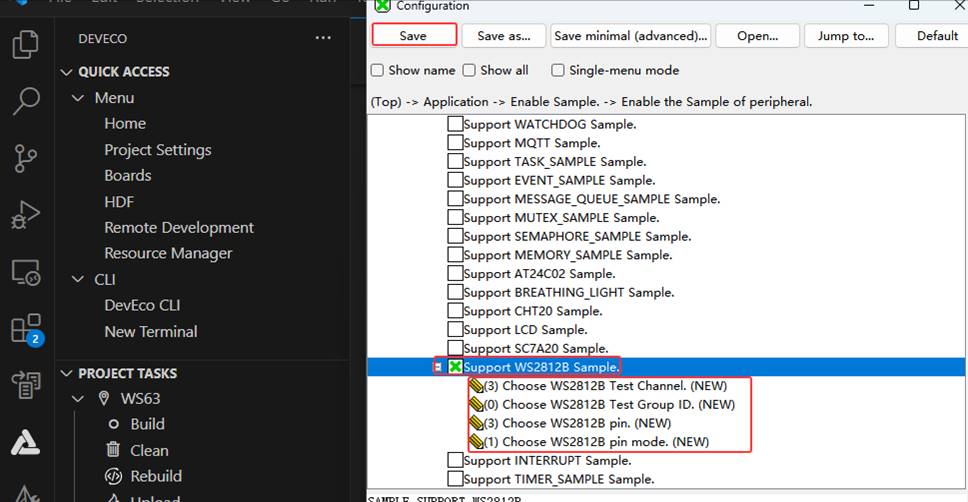 File Edit Selection View Go Run
DEVECO
QUICK ACCESS
Menu
Home
Project Settings
Boards
HDF
Remote Development
Resource Manager
CLI
DevEco CLI
New Terminal
2
PROJECT TASKS
WS63
Build
Clean
Rebuild
Upload
Configuration
Save Save as... Save minimal (advanced)... Open... Jump to... Default
Show name Show all Single-menu mode
(Top) -> Application -> Enable Sample. -> Enable the Sample of peripheral.
Support WATCHDOG Sample.
Support MQTT Sample.
Support TASK_SAMPLE Sample.
Support EVENT_SAMPLE Sample.
Support MESSAGE_QUEUE_SAMPLE Sample.
Support MUTEX_SAMPLE Sample.
Support SEMAPHORE_SAMPLE Sample.
Support MEMORY_SAMPLE Sample.
Support AT24C02 Sample.
Support BREATHING_LIGHT Sample.
Support CHT20 Sample.
Support LCD Sample.
Support SC7A20 Sample.
Support WS2812B Sample.
(3) Choose WS2812B Test Channel. (NEW)
(0) Choose WS2812B Test Group ID. (NEW)
(3) Choose WS2812B pin. (NEW)
(1) Choose WS2812B pin mode. (NEW)
Support INTERRUPT Sample.
Support TIMER_SAMPLE Sample.
SAMPLE_SUPPORT_WS2812B